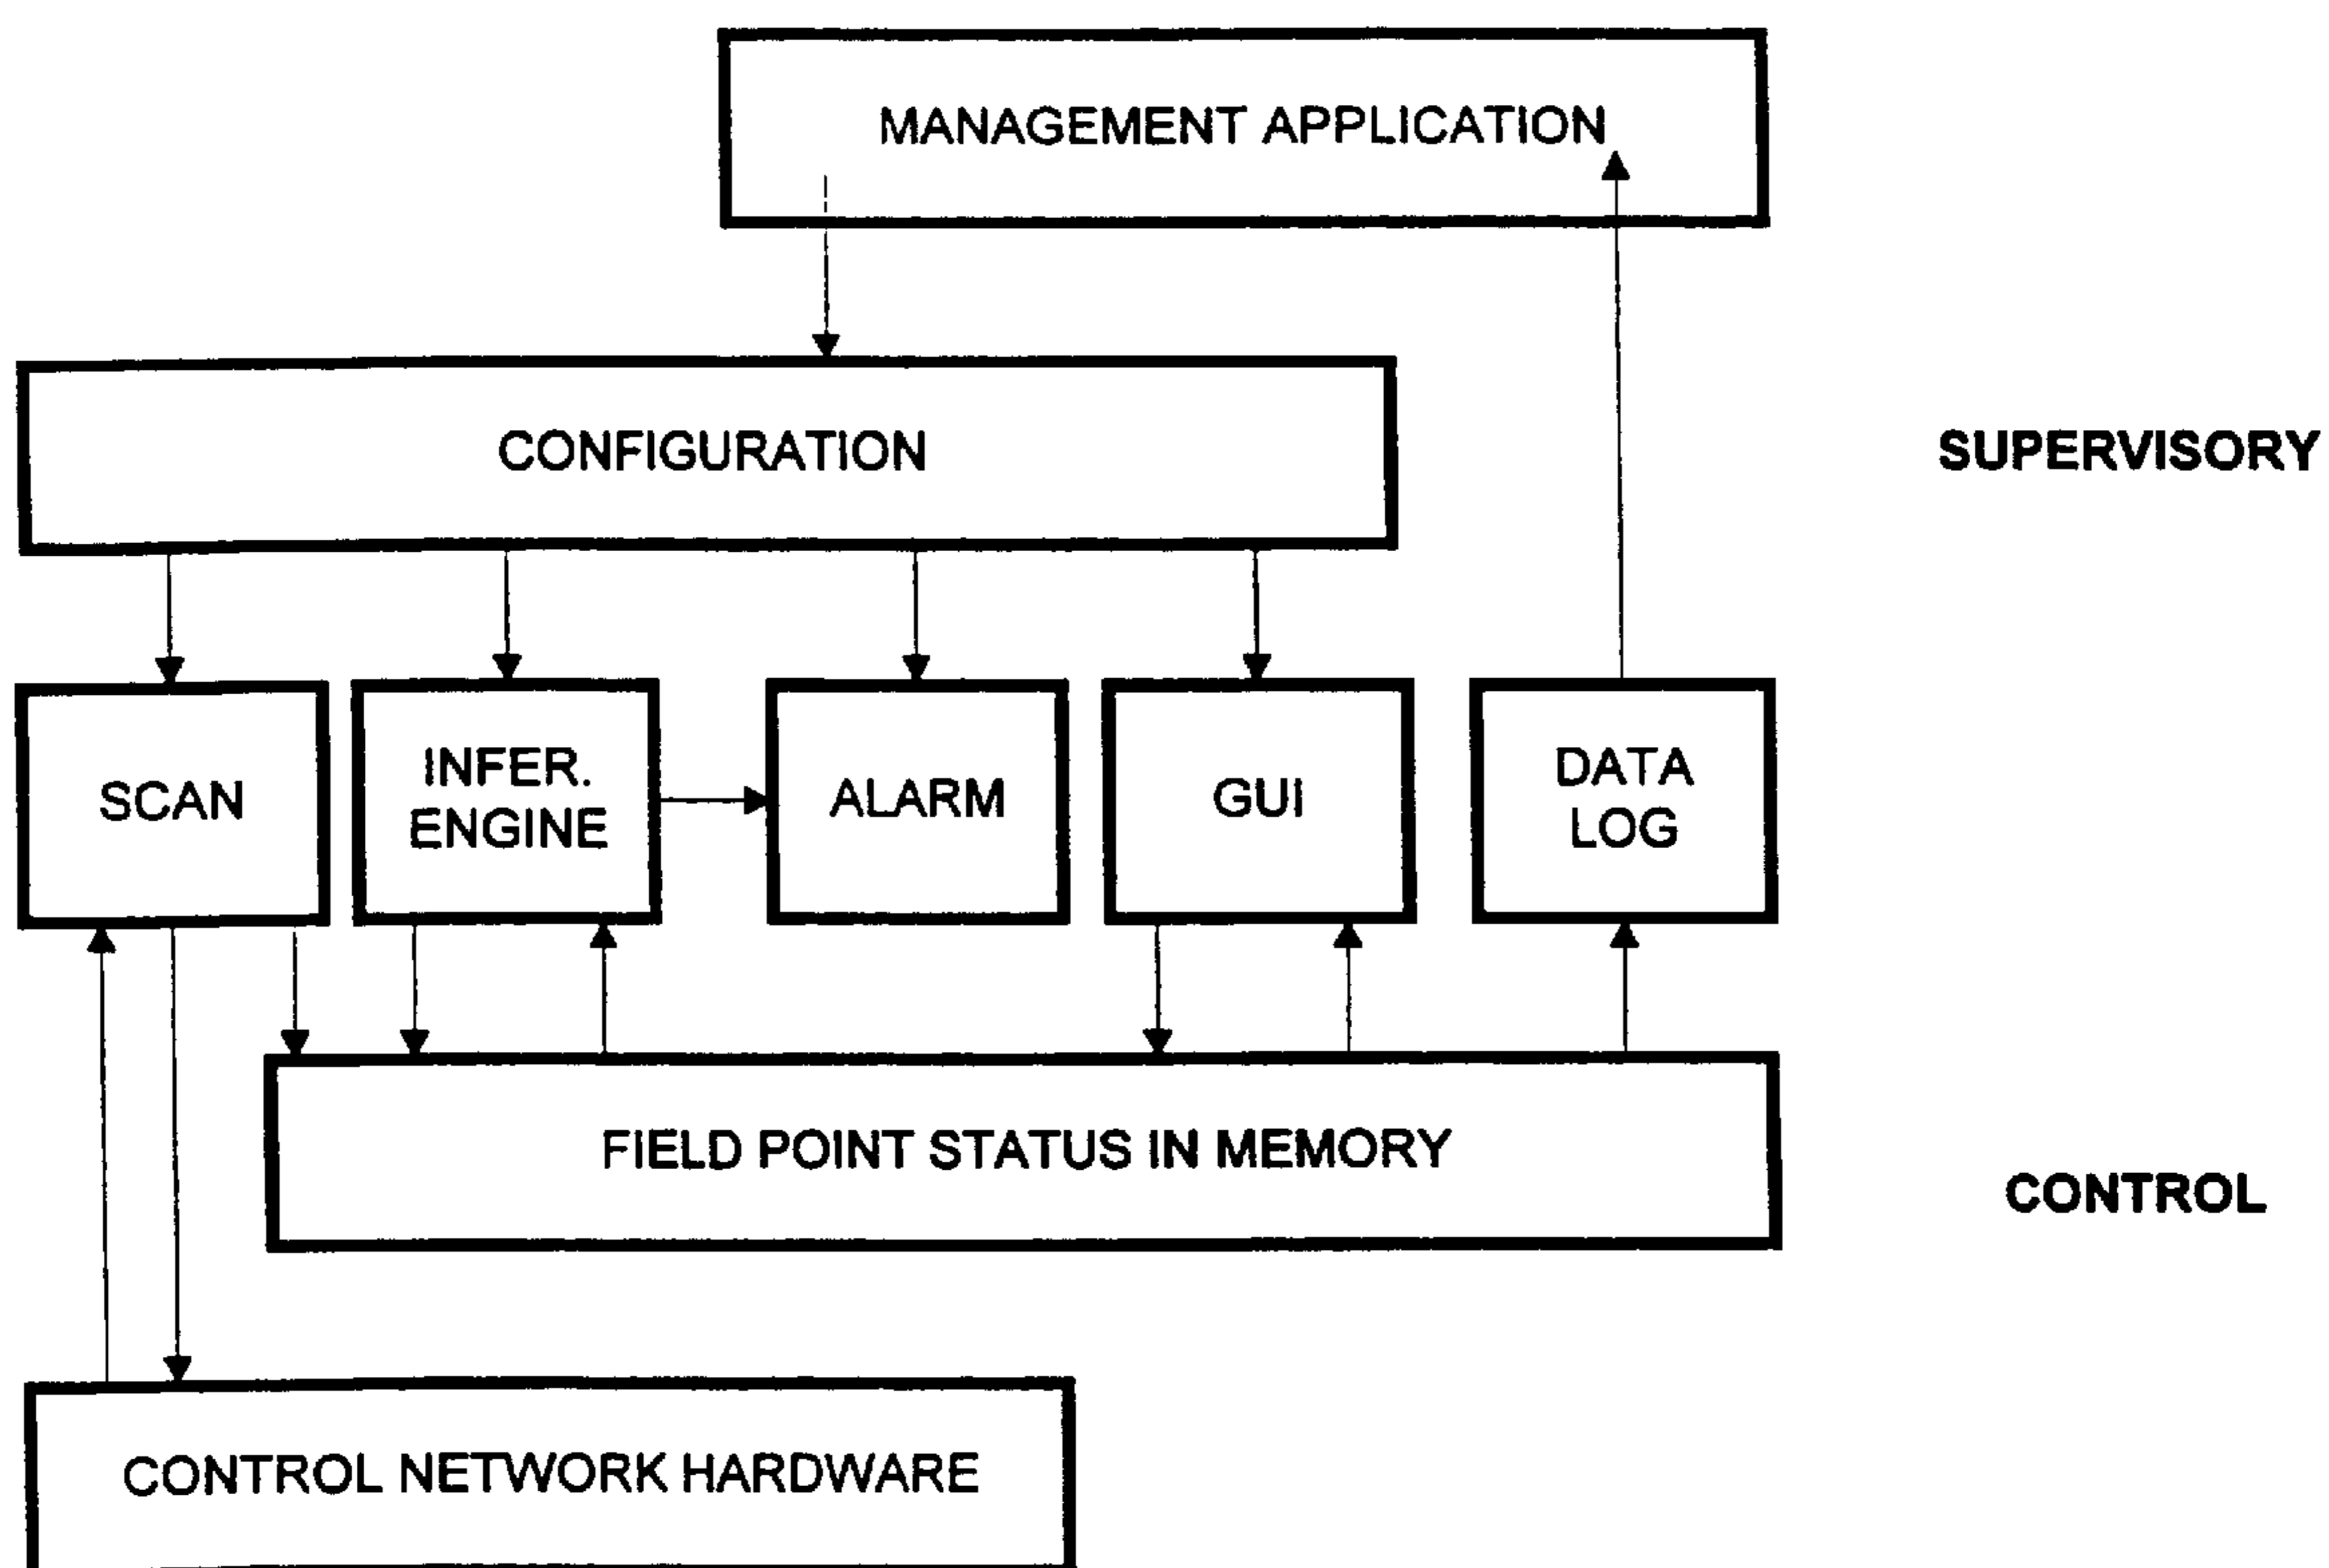 MANAGEMENT APPLICATION
CONFIGURATION
SUPERVISORY
SCAN
INFER.
ENGINE
ALARM
GUI
DATA
LOG
FIELD POINT STATUS IN MEMORY
CONTROL
CONTROL NETWORK HARDWARE